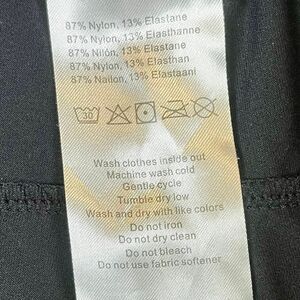 87% Nylon, 13% Elastane
87% Nylon, 13% Elasthanne
87% Nilón, 13% Elastano
87% Nylon, 13% Elasthan
87% Nailon, 13% Elastaani
30
Wash clothes inside out
Machine wash cold
Gentle cycle
Tumble dry low
Wash and dry with like colors
Do not iron
Do not dry clean
Do not bleach
Do not use fabric softener